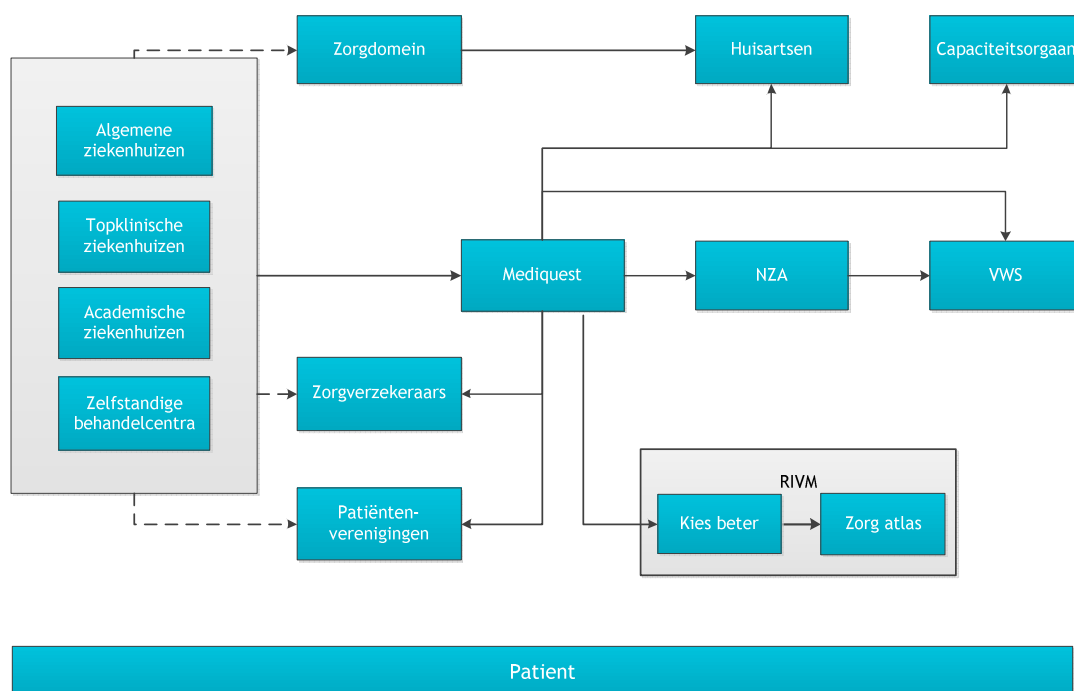 Zorgdomein
Huisartsen
Capaciteitsorgaan
Algemene
ziekenhuizen
Topklinische
ziekenhuizen
Academische
ziekenhuizen
Zelfstandige
behandelcentra
Mediquest
NZA
VWS
Zorgverzekeraars
Patiënten-
verenigingen
RIVM
Kies beter
Zorg atlas
Patient